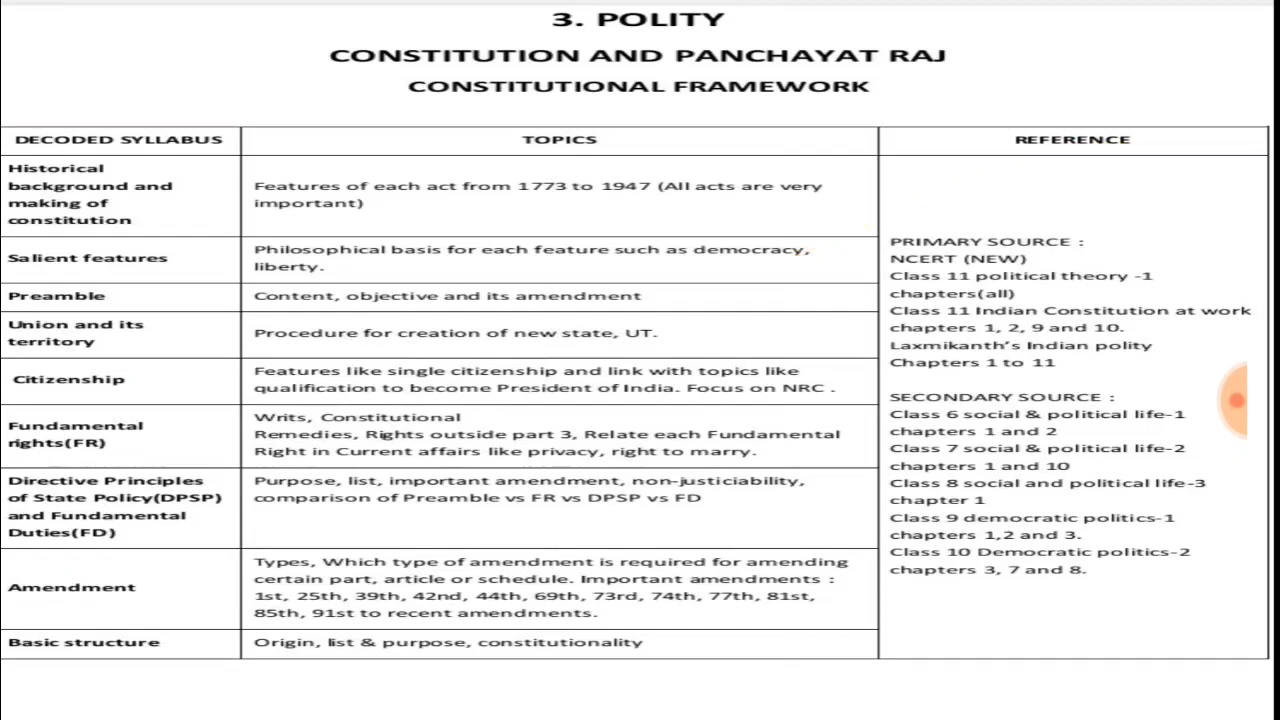 3. POLITY
CONSTITUTION AND PANCHAYAT RAJ
CONSTITUTIONAL FRAMEWORK
DECODED SYLLABUS
TOPICS
REFERENCE
Historical
background and
making of
constitution
Features of each act from 1773 to 1947 (All acts are very
important)
Salient features
Philosophical basis for each feature such as democracy,
liberty.
Preamble
Content, objective and its amendment
Union and its
territory
Procedure for creation of new state, UT.
Citizenship
Features like single citizenship and link with topics like
qualification to become President of India. Focus on NRC .
Fundamental
rights(FR)
Writs, Constitutional
Remedies, Rights outside part 3, Relate each Fundamental
Right in Current affairs like privacy, right to marry.
Directive Principles
of State Policy(DPSP)
and Fundamental
Duties(FD)
Purpose, list, important amendment, non-justiciability,
comparison of Preamble vs FR vs DPSP vs FD
Amendment
Types, Which type of amendment is required for amending
certain part, article or schedule. Important amendments :
1st, 25th, 39th, 42nd, 44th, 69th, 73rd, 74th, 77th, 81st,
85th, 91st to recent amendments.
Basic structure
Origin, list & purpose, constitutionality
PRIMARY SOURCE :
NCERT (NEW)
Class 11 political theory -1
chapters(all)
Class 11 Indian Constitution at work
chapters 1, 2, 9 and 10.
Laxmikanth's Indian polity
Chapters 1 to 11
SECONDARY SOURCE :
Class 6 social & political life-1
chapters 1 and 2
Class 7 social & political life-2
chapters 1 and 10
Class 8 social and political life-3
chapter 1
Class 9 democratic politics-1
chapters 1,2 and 3.
Class 10 Democratic politics-2
chapters 3, 7 and 8.